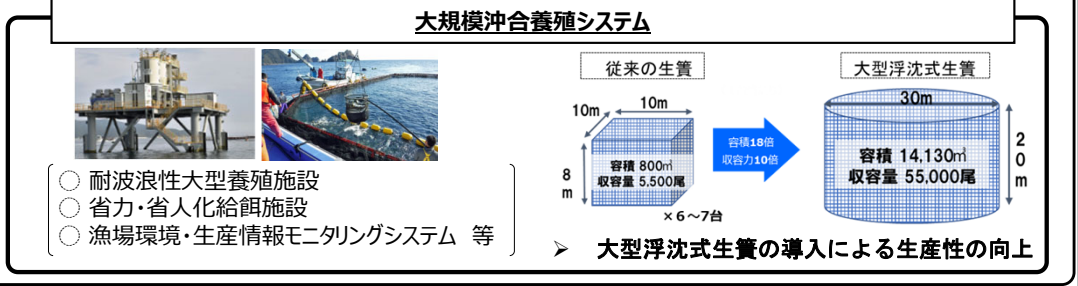 大規模沖合養殖システム
○ 耐波浪性大型養殖施設
○ 省力・省人化給餌施設
○ 漁場環境・生産情報モニタリングシステム 等
従来の生簀
10m
10m
8m
容積 800㎥
収容量 5,500尾
×6～7台
容積18倍
収容力10倍
大型浮沈式生簀
30m
20m
容積 14,130㎥
収容量 55,000尾
➢ 大型浮沈式生簀の導入による生産性の向上